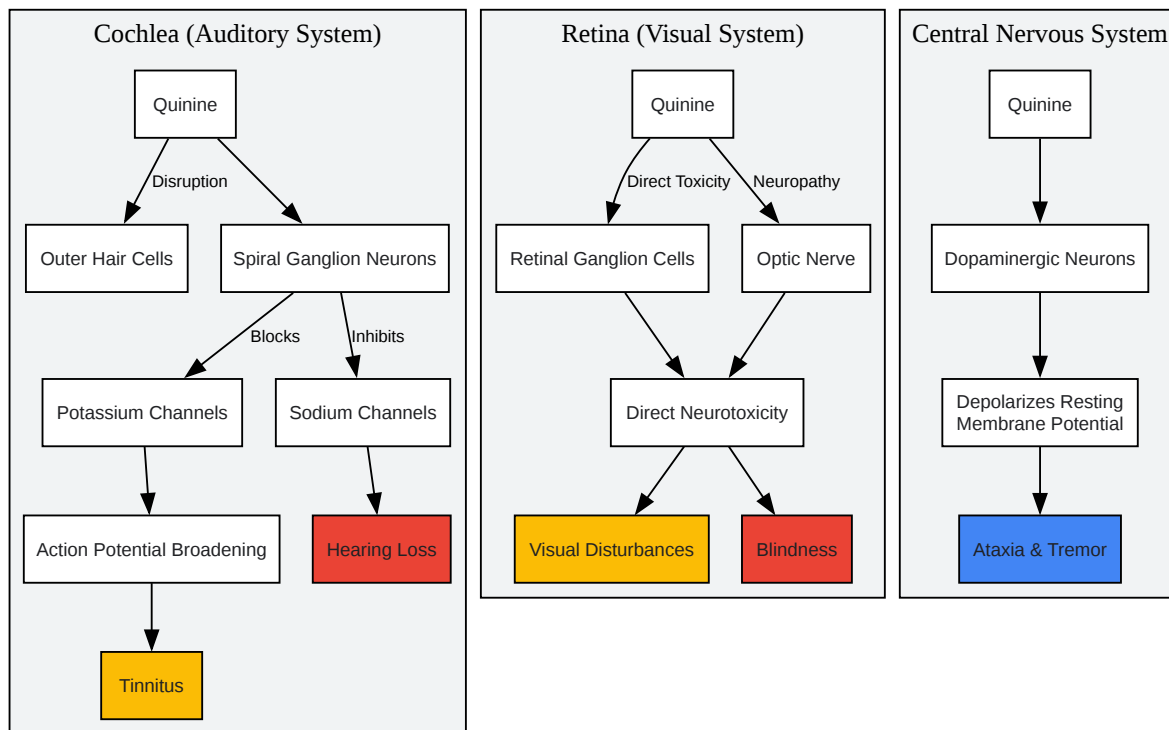 Cochlea (Auditory System)
Quinine
Disruption
Outer Hair Cells
Spiral Ganglion Neurons
Blocks
Inhibits
Potassium Channels
Sodium Channels
Action Potential Broadening
Hearing Loss
Tinnitus
Retina (Visual System)
Quinine
Direct Toxicity
Neuropathy
Retinal Ganglion Cells
Optic Nerve
Direct Neurotoxicity
Visual Disturbances
Blindness
Central Nervous System
Quinine
Dopaminergic Neurons
Depolarizes Resting
Membrane Potential
Ataxia & Tremor